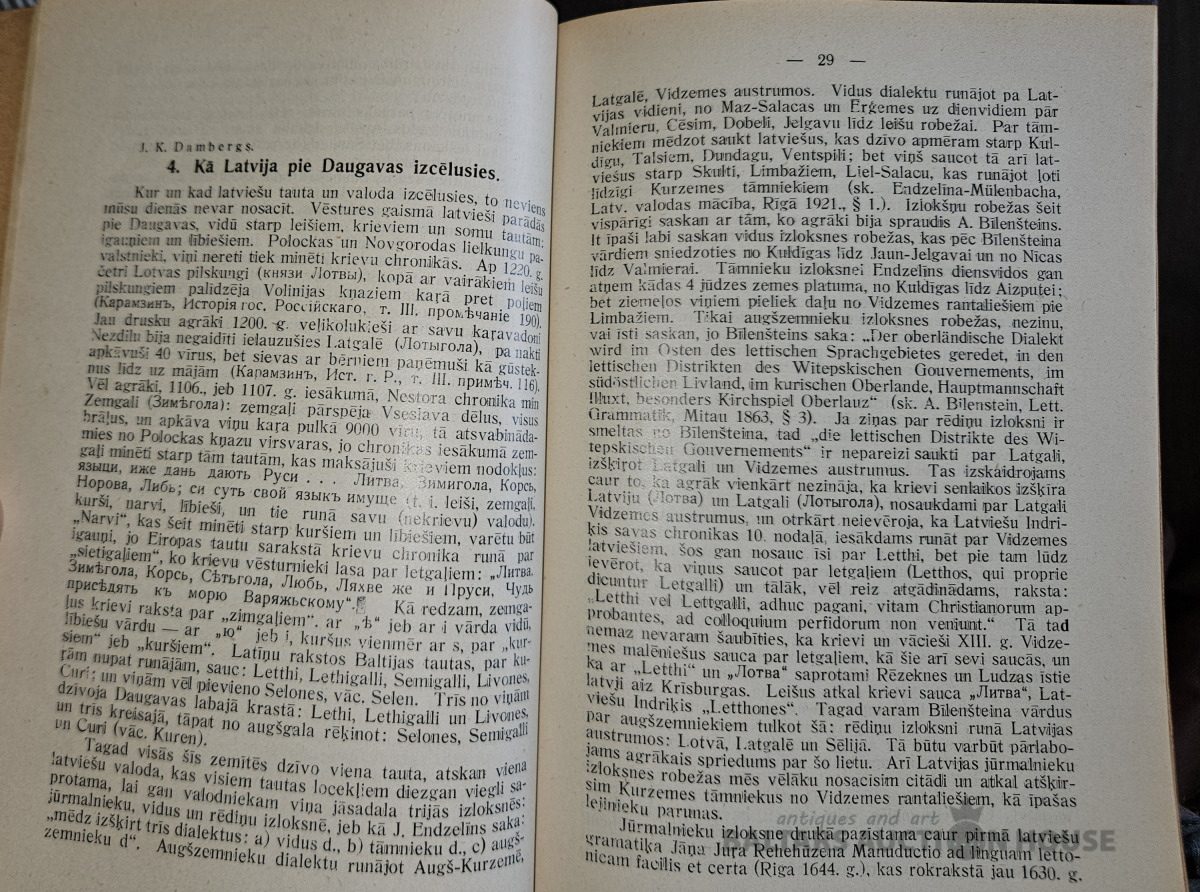 J. K. Dambergs.
4. Kā Latvija pie Daugavas izcēlusies.
Kur un kad latviešu tauta un valoda izcēlusies, to neviens
mūsu dienās nevar nosacīt. Vēstures gaismā latvieši parādās
pie Daugavas, vidū starp leišiem, krieviem un somu tautām:
igauņiem un lībiešiem. Polockas un Novgorodas lielkungu pa-
valstnieki, viņi nereti tiek minēti krievu chronikās. Ap 1220. g.
četri Lotvas pilskungi (князи Лотвы), kopā ar vairākiem leišu
pilskungiem palīdzēja Volinijas kņaziem karā pret poļiem
(Карамзинъ, Исторія гос. Россійскаго, т. III. промѣчаніе 190).
Jau drusku agrāki 1200. g. veļikolukieši ar savu karavadoni
Nezdilu bija negaidīti ielauzušies Latgalē (Лотыгола), pa nakti
apkāvuši 40 vīrus, bet sievas ar bērniem paņēmuši kā gūstek-
ņus līdz uz mājām (Карамзинъ, Ист. г. Р., т. III. примѣч. 116).
Vēl agrāki, 1106., jeb 1107. g. iesākumā, Nestora chronika min
Zemgali (Зимѣгола): zemgaļi pārspēja Vseslava dēlus, visus
brāļus, un apkāva viņu kara pulkā 9000 vīru, tā atsvabināda-
mies no Polockas kņazu virsvaras, jo chronikas iesākumā zem-
gaļi minēti starp tām tautām, kas maksājuši krieviem nodokļus:
языци, иже дань дають Руси . . . Литва, Зимигола, Корсь,
Норова, Либь; си суть свой языкъ имуще (t. i. leiši, zemgaļi,
kurši, narvi, lībieši, un tie runā savu (nekrievu) valodu).
„Narvi“, kas šeit minēti starp kuršiem un lībiešiem, varētu būt
igauņi, jo Eiropas tautu sarakstā krievu chronika runā par
„sietigaļiem“, ko krievu vēsturnieki lasa par letgaļiem: „Литва.
Зимѣгола, Корсь, Сѣтьгола, Любь, Ляхве же и Пруси, Чудь
присѣдять къ морю Варяжьскому“. Kā redzam, zemga-
ļus krievi raksta par „zimgaļiem“. ar „ѣ“ jeb ar i vārda vidū,
lībiešu vārdu — ar „ю“ jeb i, kuršus vienmēr ar s, par „kur-
siem“ jeb „kuršiem“. Latīņu rakstos Baltijas tautas, par ku-
rām nupat runājām, sauc: Letthi, Lethigalli, Semigalli, Livones,
Curi; un viņām vēl pievieno Selones, vāc. Selen. Trīs no viņām
dzīvoja Daugavas labajā krastā: Lethi, Lethigalli un Livones,
un trīs kreisajā, tāpat no augšgala rēķinot: Selones, Semigalli
un Curi (vāc. Kuren).
Tagad visās šīs zemītēs dzīvo viena tauta, atskan viena
latviešu valoda, kas visiem tautas locekļiem diezgan viegli sa-
protama, lai gan valodniekam viņa jāsadala trijās izloksnēs:
jūrmalnieku, vidus un rēdiņu izloksnē, jeb kā J. Endzelīns saka:
„mēdz izšķirt trīs dialektus: a) vidus d., b) tāmnieku d., c) augš-
zemnieku d“. Augšzemnieku dialektu runājot Augš-Kurzemē,
— 29 —
Latgalē, Vidzemes austrumos. Vidus dialektu runājot pa Lat-
vijas vidieni, no Maz-Salacas un Ērģemes uz dienvidiem pār
Valmieru, Cēsīm, Dobeli, Jelgavu līdz leišu robežai. Par tām-
niekiem mēdzot saukt latviešus, kas dzīvo apmēram starp Kul-
dīgu, Talsiem, Dundagu, Ventspili; bet viņš saucot tā arī lat-
viešus starp Skulti, Limbažiem, Liel-Salacu, kas runājot ļoti
līdzīgi Kurzemes tāmniekiem (sk. Endzelīna-Mülenbacha,
Latv. valodas mācība, Rīgā 1921., § 1.). Izlokšņu robežas šeit
vispārīgi saskan ar tām, ko agrāki bija spraudis A. Bīlenšteins.
It īpaši labi saskan vidus izloksnes robežas, kas pēc Bīlenšteina
vārdiem sniedzoties no Kuldīgas līdz Jaun-Jelgavai un no Nīcas
līdz Valmierai. Tāmnieku izloksnei Endzelīns diensvidos gan
atņem kādas 4 jūdzes zemes platumā, no Kuldīgas līdz Aizputei;
bet ziemeļos viņiem pieliek daļu no Vidzemes rantaliešiem pie
Limbažiem. Tikai augšzemnieku izloksnes robežas, nezinu,
vai īsti saskan, jo Bīlenšteins saka: „Der oberländische Dialekt
wird im Osten des lettischen Sprachgebietes geredet, in den
lettischen Distrikten des Witepskischen Gouvernements, im
südöstlichen Livland, im kurischen Oberlande, Hauptmannschaft
Illuxt, besonders Kirchspiel Oberlauz“ (sk. A. Bīlenstein, Lett.
Grammatik, Mitau 1863, § 3). Ja ziņas par rēdiņu izloksni ir
smeltas no Bīlenšteina, tad „die lettischen Distrikte des Wi-
tepskischen Gouvernements“ ir nepareizi saukti par Latgali,
izšķirot Latgali un Vidzemes austrumus. Tas izskaidrojams
caur to, ka agrāk vienkārt nezināja, ka krievi senlaikos izšķīra
Latviju (Лотва) un Latgali (Лотыгола), nosaukdami par Latgali
Vidzemes austrumus, un otrkārt neievēroja, ka Latviešu Indri-
ķis savas chronikas 10. nodaļā, iesākdams runāt par Vidzemes
latviešiem, šos gan nosauc īsi par Letthi, bet pie tam lūdz
ievērot, ka viņus saucot par letgaļiem (Letthos, qui proprie
dicuntur Letgalli) un tālāk, vēl reiz atgādinādams, raksta:
„Letthi vel Lettgalli, adhuc pagani, vitam Christianorum ap-
probantes, ad colloquium perfidorum non veniunt.“ Tā tad
nemaz nevaram šaubīties, ka krievi un vācieši XIII. g. Vidze-
mes malēniešus sauca par letgaļiem, kā šie arī sevi saucās, un
ka ar „Letthi“ un „Лотва“ saprotami Rēzeknes un Ludzas īstie
latvji aiz Krīsburgas. Leišus atkal krievi sauca „Литва“, Lat-
viešu Indriķis „Letthones“. Tagad varam Bīlenšteina vārdus
par augšzemniekiem tulkot šā: rēdiņu izloksni runā Latvijas
austrumos: Lotvā, Latgalē un Sēlijā. Tā būtu varbūt pārlabo-
jams agrākais spriedums par šo lietu. Arī Latvijas jūrmalnieku
izloksnes robežas mēs vēlāku nosacīsim citādi un atkal atšķir-
sim Kurzemes tāmniekus no Vidzemes rantaliešiem, kā īpašas
lejinieku parunas.
Jūrmalnieku izloksne drukā pazīstama caur pirmā latviešu
gramatiķa Jāņa Jura Rehehūzena Manuductio ad linguam letto-
nicam facilis et certa (Rīga 1644. g.), kas rokrakstā jau 1630. g.
antiques and art
AUCTION HOUSE